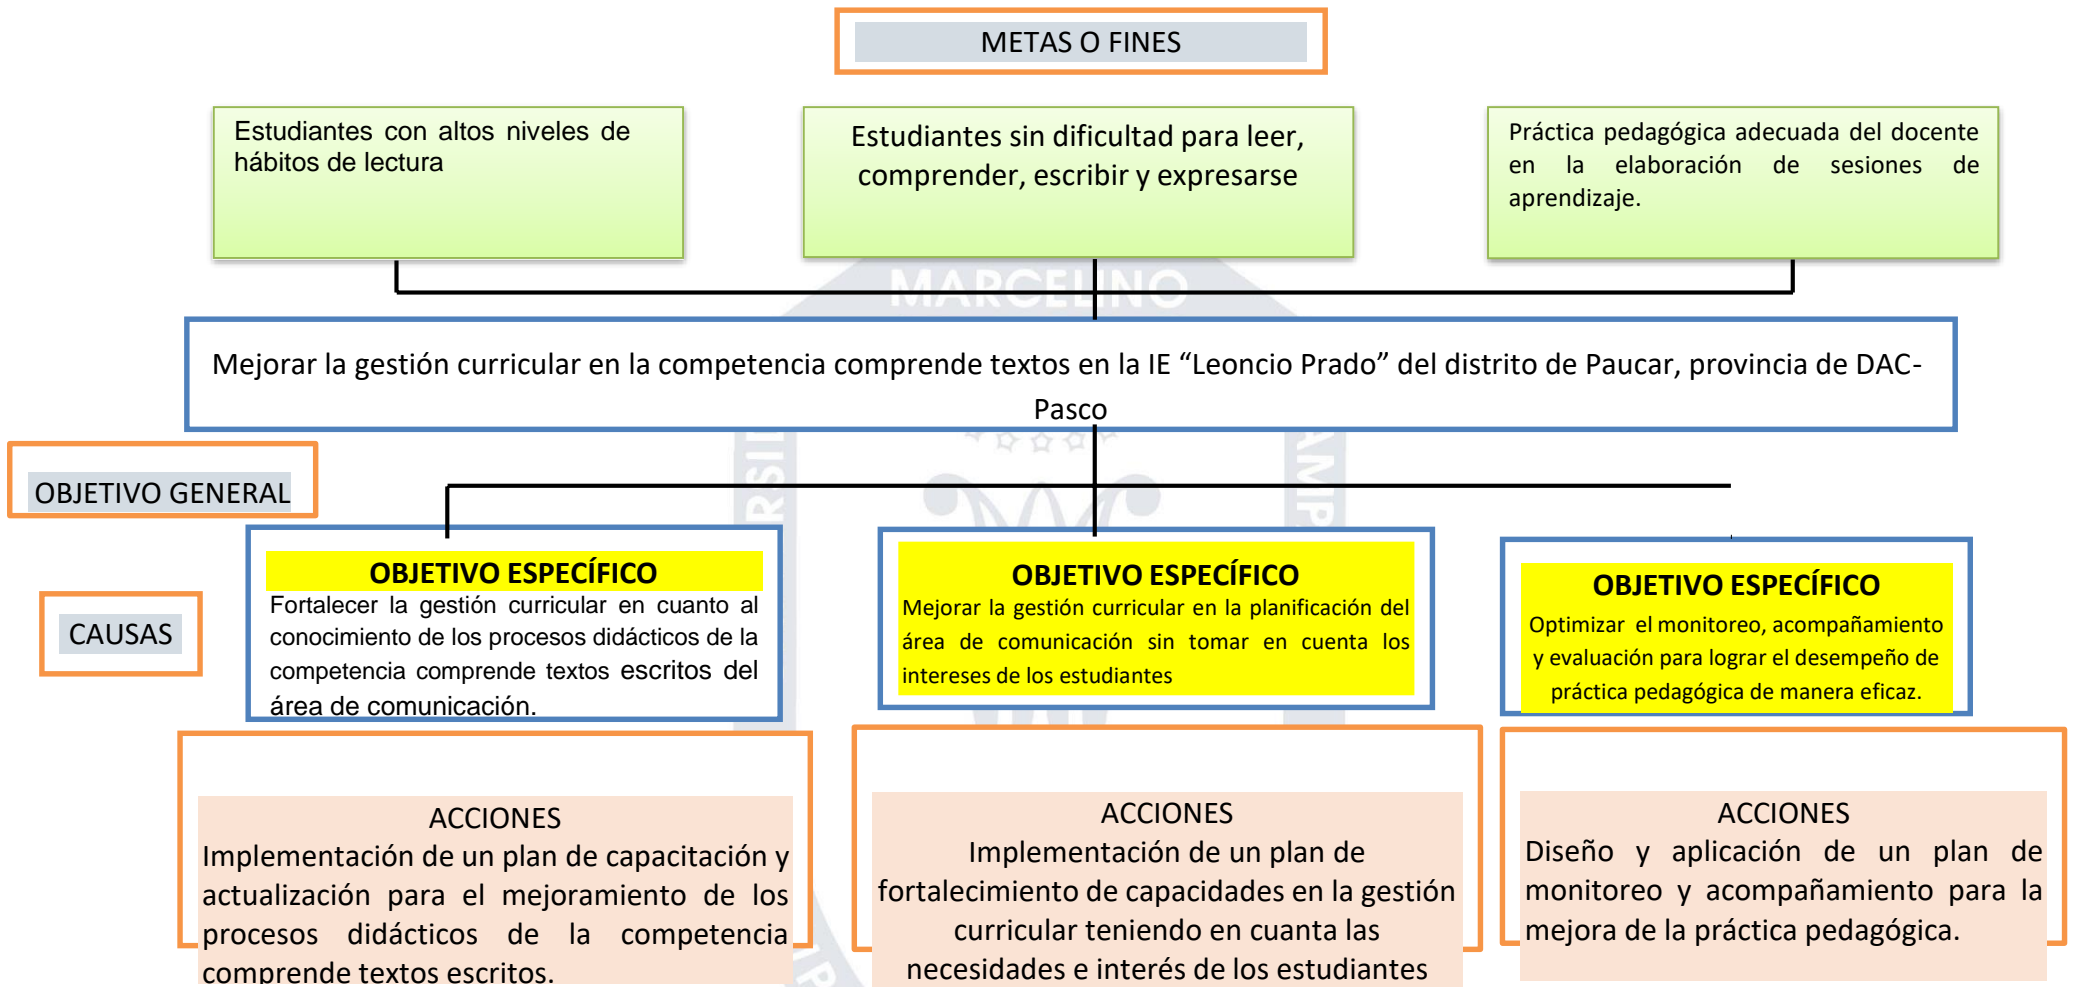 METAS O FINES
Estudiantes con altos niveles de
hábitos de lectura
Estudiantes sin dificultad para leer,
comprender, escribir y expresarse
Práctica pedagógica adecuada del docente
en la elaboración de sesiones de
aprendizaje.
MARCELINO
Mejorar la gestión curricular en la competencia comprende textos en la IE “Leoncio Prado” del distrito de Paucar, provincia de DAC-
Pasco
OBJETIVO GENERAL
CAUSAS
OBJETIVO ESPECÍFICO
Fortalecer la gestión curricular en cuanto al
conocimiento de los procesos didácticos de la
competencia comprende textos escritos del
área de comunicación.
OBJETIVO ESPECÍFICO
Mejorar la gestión curricular en la planificación del
área de comunicación sin tomar en cuenta los
intereses de los estudiantes
OBJETIVO ESPECÍFICO
Optimizar el monitoreo, acompañamiento
y evaluación para lograr el desempeño de
práctica pedagógica de manera eficaz.
ACCIONES
Implementación de un plan de capacitación y
actualización para el mejoramiento de los
procesos didácticos de la competencia
comprende textos escritos.
ACCIONES
Implementación de un plan de
fortalecimiento de capacidades en la gestión
curricular teniendo en cuanta las
necesidades e interés de los estudiantes
ACCIONES
Diseño y aplicación de un plan de
monitoreo y acompañamiento para la
mejora de la práctica pedagógica.